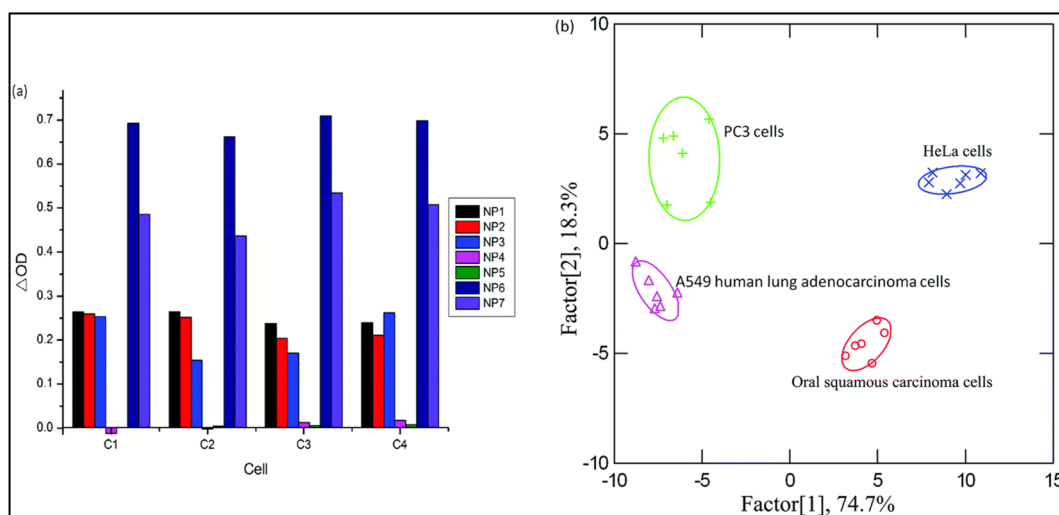 (a)
△OD
0.7
0.6
0.5
0.4
0.3
0.2
0.1
0.0
C1 C2 C3 C4
Cell
NP1
NP2
NP3
NP4
NP5
NP6
NP7
(b)
Factor[2], 18.3%
10
5
0
-5
-10
PC3 cells
HeLa cells
A549 human lung adenocarcinoma cells
Oral squamous carcinoma cells
-10 -5 0 5 10 15
Factor[1], 74.7%